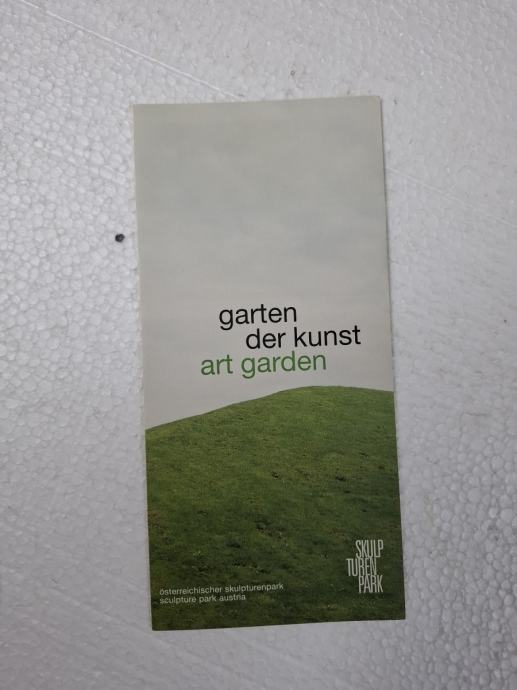 garten
der kunst
art garden
SKULP
TUREN
PARK
österreichischer skulpturenpark
sculpture park austria